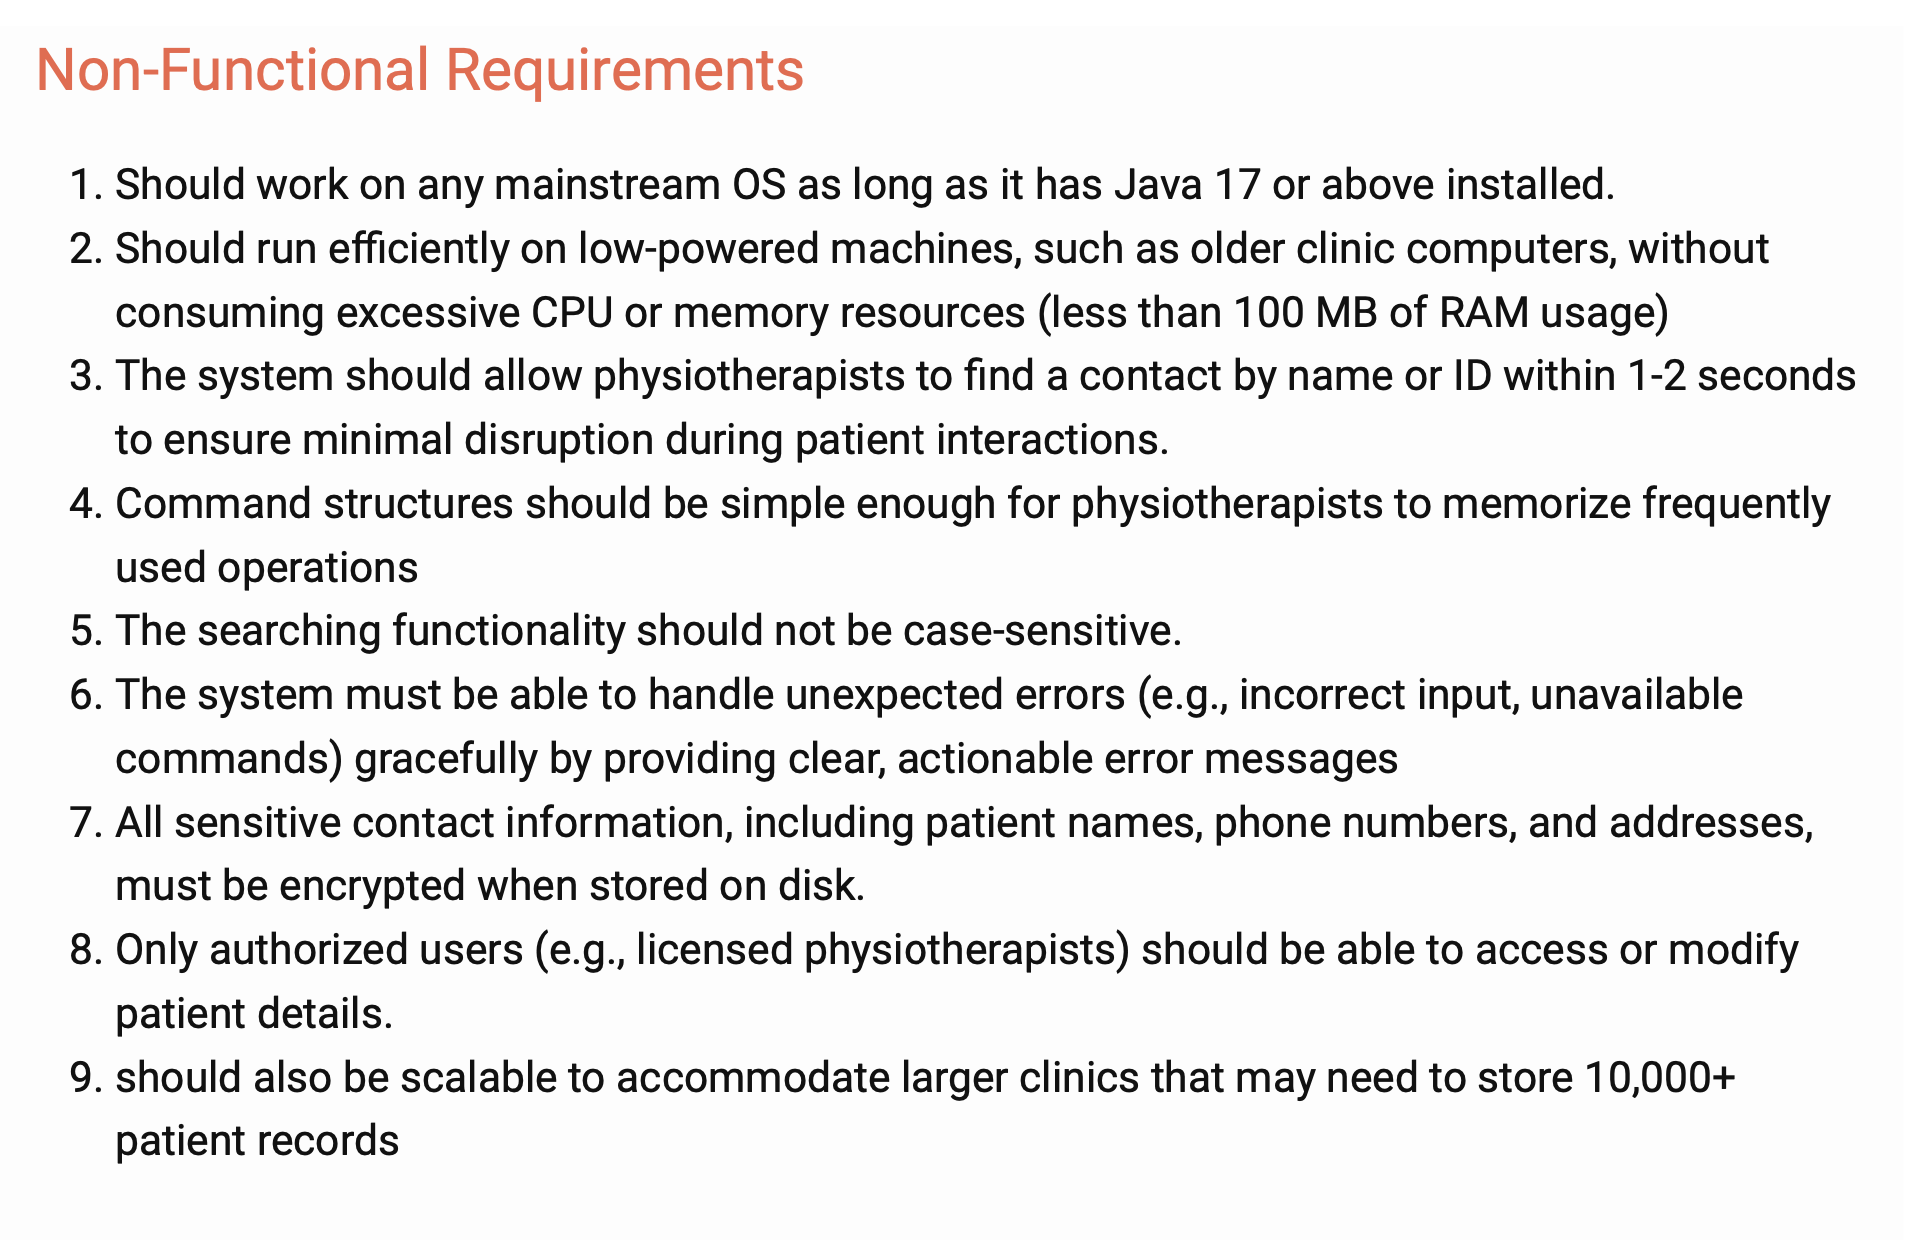 Non-Functional Requirements
1. Should work on any mainstream OS as long as it has Java 17 or above installed.
2. Should run efficiently on low-powered machines, such as older clinic computers, without
consuming excessive CPU or memory resources (less than 100 MB of RAM usage)
3. The system should allow physiotherapists to find a contact by name or ID within 1-2 seconds
to ensure minimal disruption during patient interactions.
4. Command structures should be simple enough for physiotherapists to memorize frequently
used operations
5. The searching functionality should not be case-sensitive.
6. The system must be able to handle unexpected errors (e.g., incorrect input, unavailable
commands) gracefully by providing clear, actionable error messages
7. All sensitive contact information, including patient names, phone numbers, and addresses,
must be encrypted when stored on disk.
8. Only authorized users (e.g., licensed physiotherapists) should be able to access or modify
patient details.
9. should also be scalable to accommodate larger clinics that may need to store 10,000+
patient records